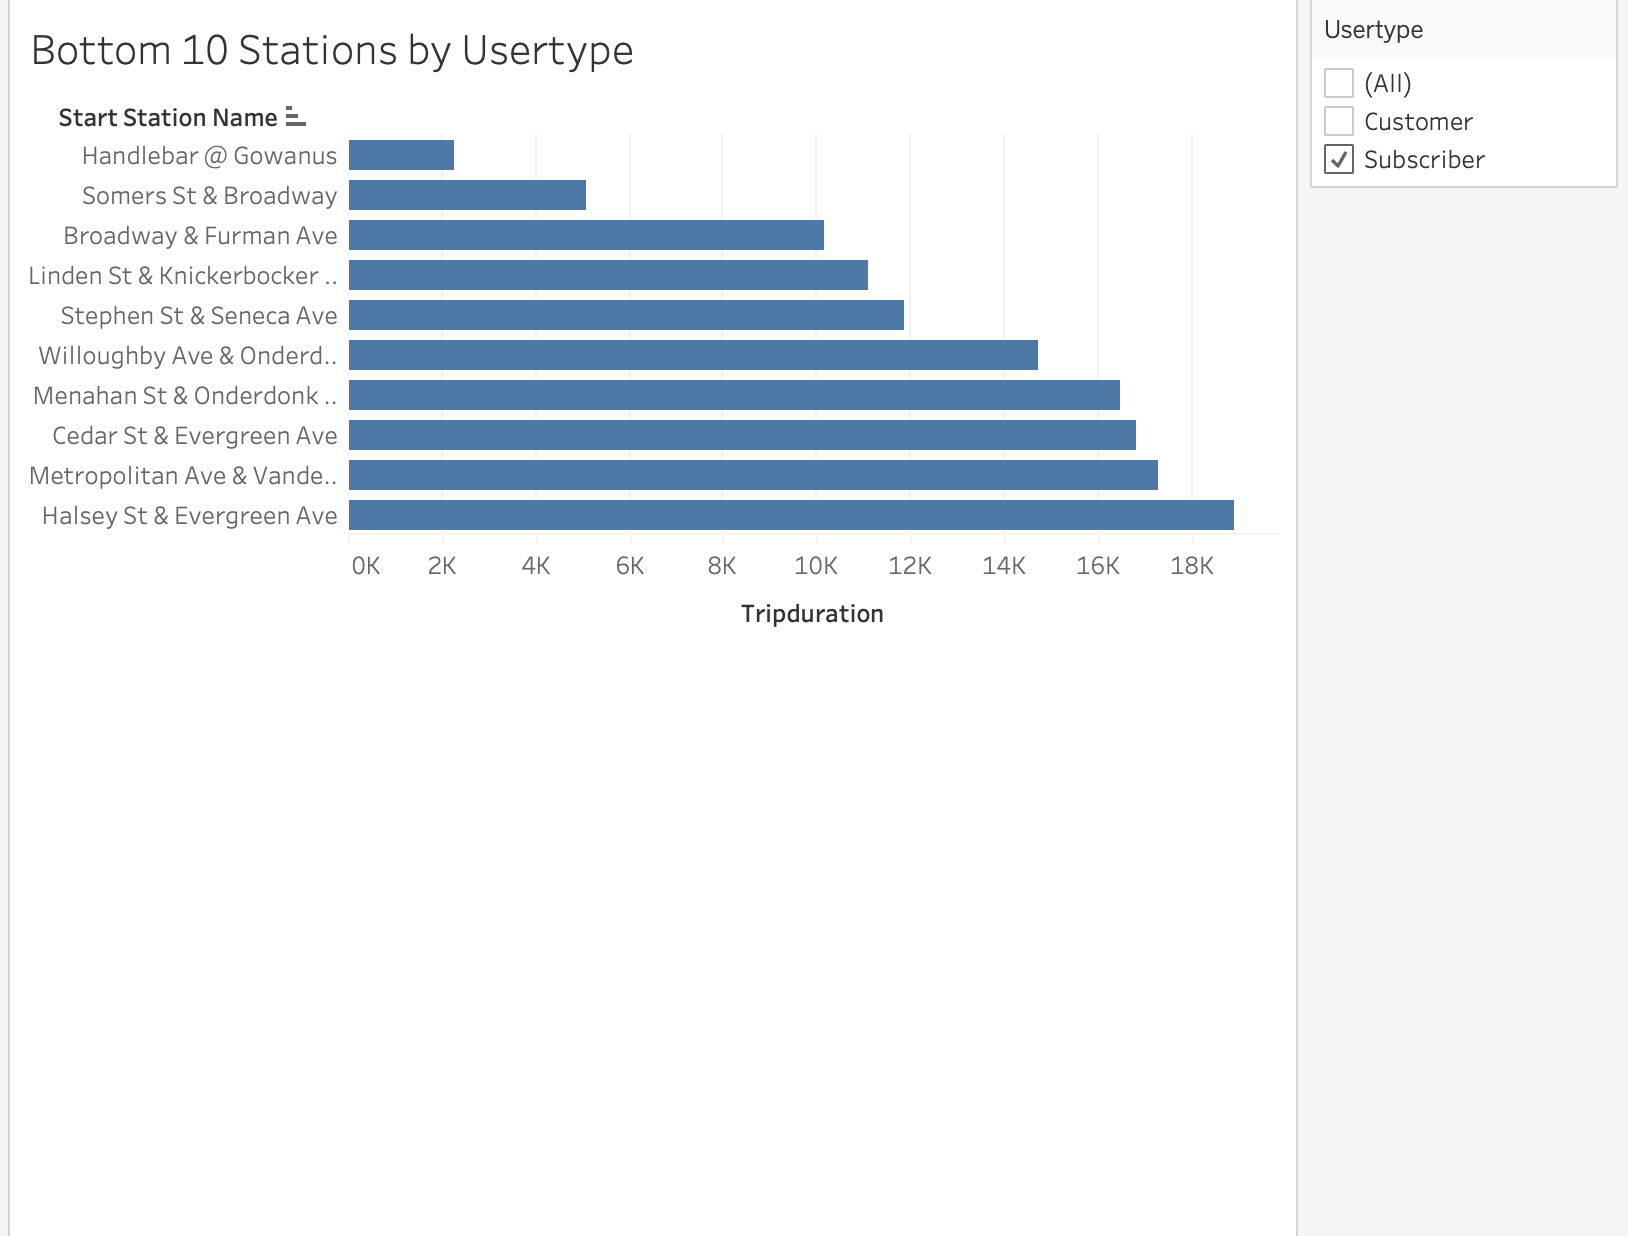 Bottom 10 Stations by Usertype
Start Station Name
Handlebar @ Gowanus
Somers St & Broadway
Broadway & Furman Ave
Linden St & Knickerbocker ..
Stephen St & Seneca Ave
Willoughby Ave & Onderd..
Menahan St & Onderdonk ..
Cedar St & Evergreen Ave
Metropolitan Ave & Vande..
Halsey St & Evergreen Ave
0K 2K 4K 6K 8K 10K 12K 14K 16K 18K
Tripduration
Usertype
(All)
Customer
Subscriber